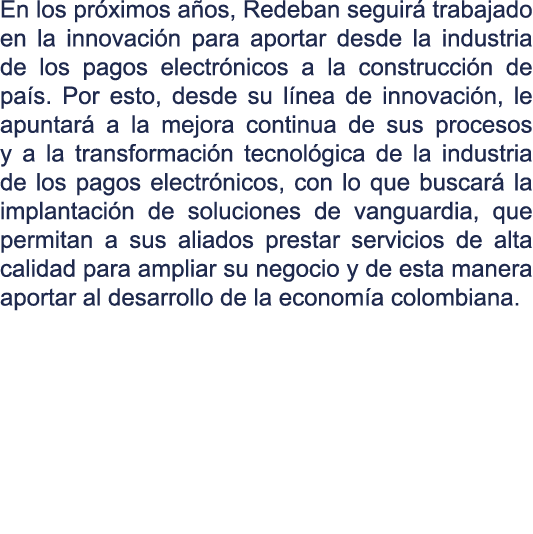 En los próximos años, Redeban seguirá trabajado
en la innovación para aportar desde la industria
de los pagos electrónicos a la construcción de
país. Por esto, desde su línea de innovación, le
apuntará a la mejora continua de sus procesos
y a la transformación tecnológica de la industria
de los pagos electrónicos, con lo que buscará la
implantación de soluciones de vanguardia, que
permitan a sus aliados prestar servicios de alta
calidad para ampliar su negocio y de esta manera
aportar al desarrollo de la economía colombiana.